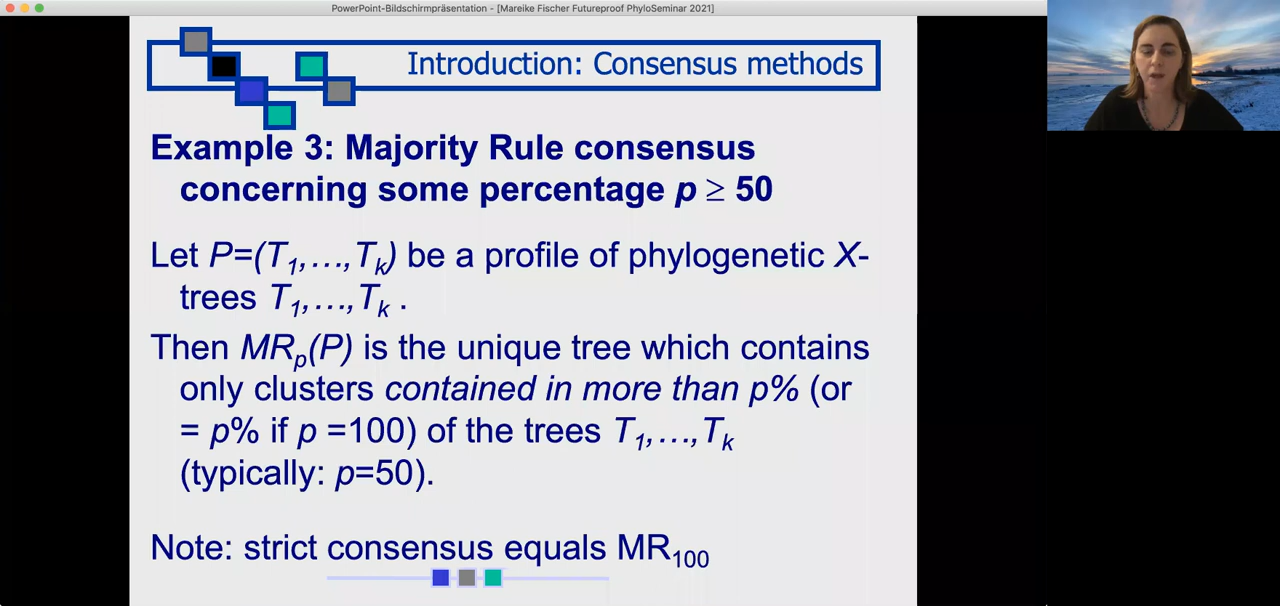 PowerPoint-Bildschirmpräsentation - [Mareike Fischer Futureproof PhyloSeminar 2021]
Introduction: Consensus methods
Example 3: Majority Rule consensus
concerning some percentage p ≥ 50
Let P=(T1,…,Tk) be a profile of phylogenetic X-
trees T1,…,Tk .
Then MRp(P) is the unique tree which contains
only clusters contained in more than p% (or
= p% if p =100) of the trees T1,…,Tk
(typically: p=50).
Note: strict consensus equals MR100